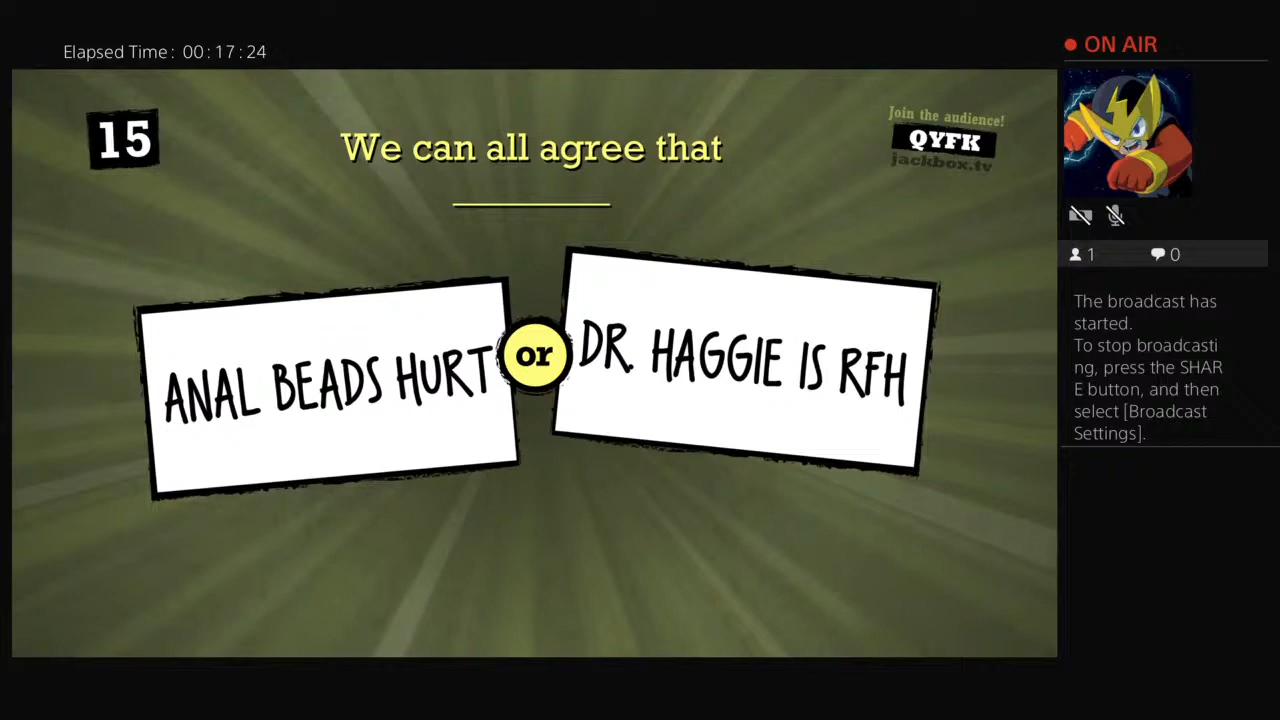 Elapsed Time: 00:17:24
ON AIR
15
We can all agree that
Join the audience!
QYFK
jackbox.tv
ANAL BEADS HURT
or
DR. HAGGIE IS RFH
1
0
The broadcast has
started.
To stop broadcasti
ng, press the SHAR
E button, and then
select [Broadcast
Settings].